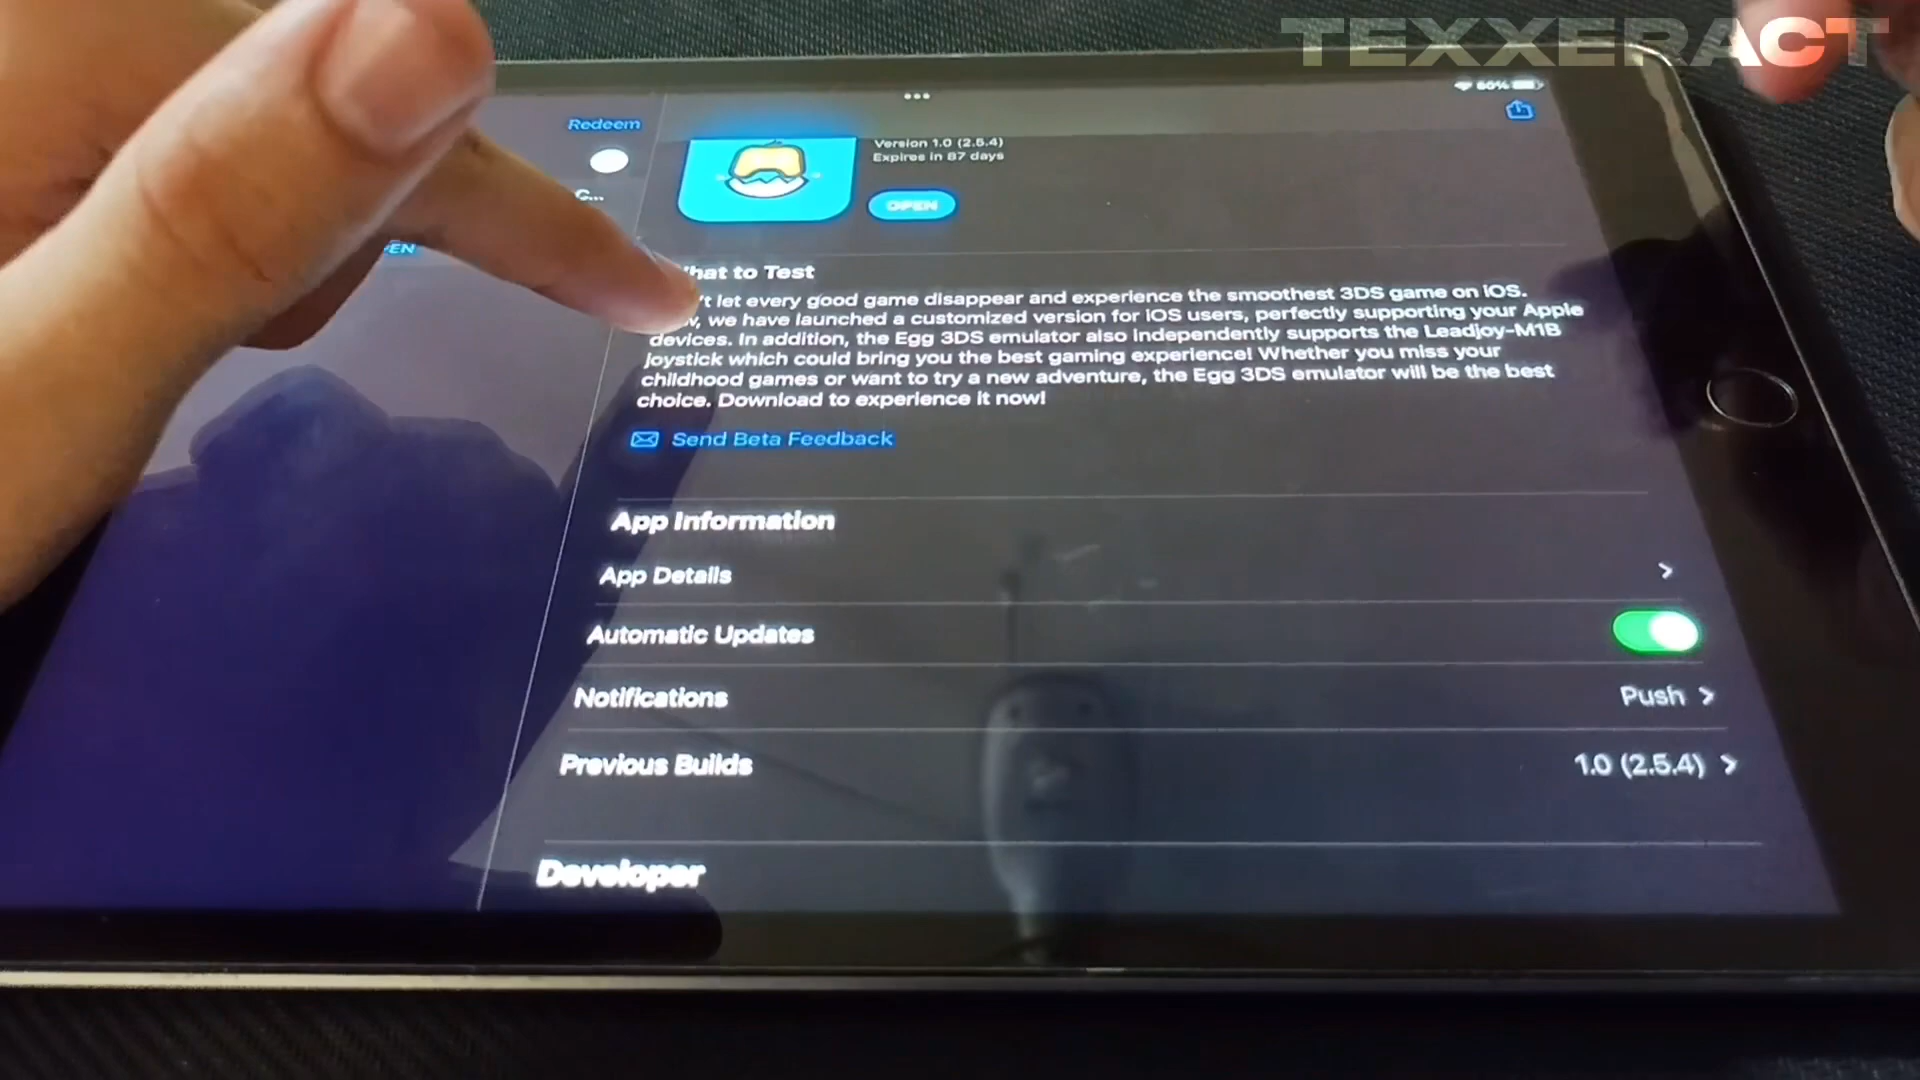 TEXXERACT
60%
Redeem
Version 1.0 (2.5.4)
Expires in 87 days
C...
OPEN
EN
hat to Test
't let every good game disappear and experience the smoothest 3DS game on iOS.
, we have launched a customized version for iOS users, perfectly supporting your Apple
devices. In addition, the Egg 3DS emulator also independently supports the Leadjoy-M1B
joystick which could bring you the best gaming experience! Whether you miss your
childhood games or want to try a new adventure, the Egg 3DS emulator will be the best
choice. Download to experience it now!
Send Beta Feedback
App Information
App Details
Automatic Updates
Notifications
Push
Previous Builds
1.0 (2.5.4)
Developer